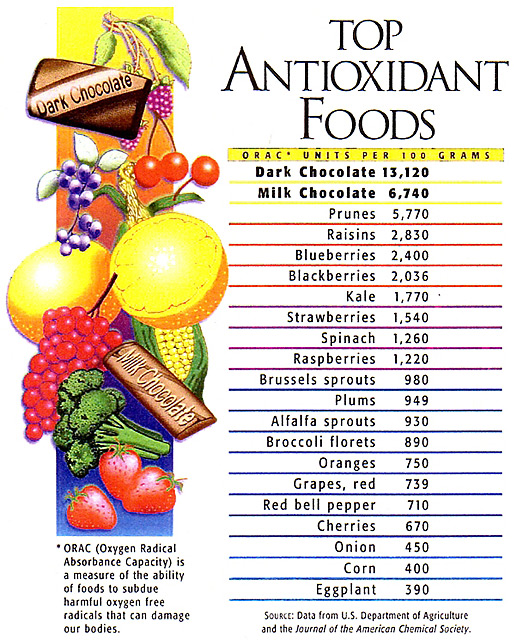 TOP
ANTIOXIDANT
FOODS
ORAC* UNITS PER 100 GRAMS
Dark Chocolate 13,120
Milk Chocolate 6,740
Prunes 5,770
Raisins 2,830
Blueberries 2,400
Blackberries 2,036
Kale 1,770
Strawberries 1,540
Spinach 1,260
Raspberries 1,220
Brussels sprouts 980
Plums 949
Alfalfa sprouts 930
Broccoli florets 890
Oranges 750
Grapes, red 739
Red bell pepper 710
Cherries 670
Onion 450
Corn 400
Eggplant 390
Dark Chocolate
Milk Chocolate
* ORAC (Oxygen Radical
Absorbance Capacity) is
a measure of the ability
of foods to subdue
harmful oxygen free
radicals that can damage
our bodies.
SOURCE: Data from U.S. Department of Agriculture
and the Journal of the American Chemical Society.